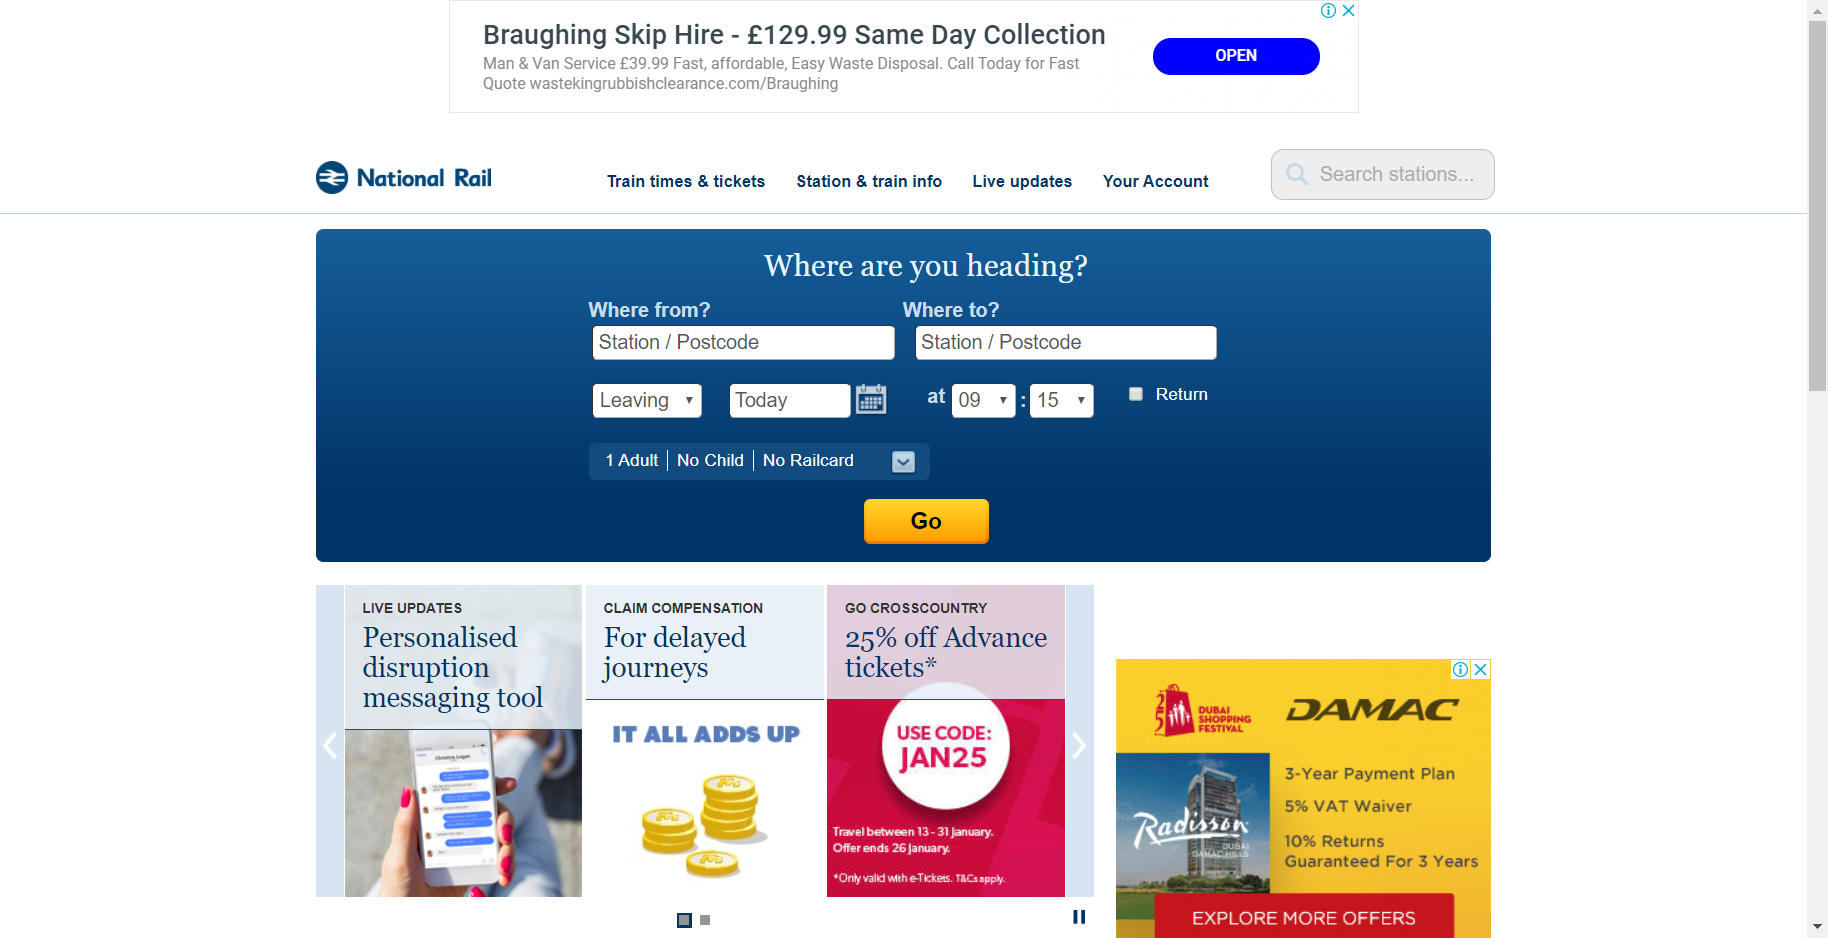 Braughing Skip Hire - £129.99 Same Day Collection
Man & Van Service £39.99 Fast, affordable, Easy Waste Disposal. Call Today for Fast
Quote wastekingrubbishclearance.com/Braughing
OPEN
National Rail
Train times & tickets
Station & train info
Live updates
Your Account
Search stations...
Where are you heading?
Where from?
Where to?
Station / Postcode
Station / Postcode
Leaving
Today
at
09
:
15
Return
1 Adult
No Child
No Railcard
Go
LIVE UPDATES
Personalised
disruption
messaging tool
CLAIM COMPENSATION
For delayed
journeys
IT ALL ADDS UP
GO CROSSCOUNTRY
25% off Advance
tickets*
USE CODE:
JAN25
Travel between 13 - 31 January.
Offer ends 26 January.
*Only valid with e-Tickets. T&Cs apply.
DUBAI
SHOPPING
FESTIVAL
DAMAC
Radisson
DUBAI
DAMAC HILLS
3-Year Payment Plan
5% VAT Waiver
10% Returns
Guaranteed For 3 Years
EXPLORE MORE OFFERS